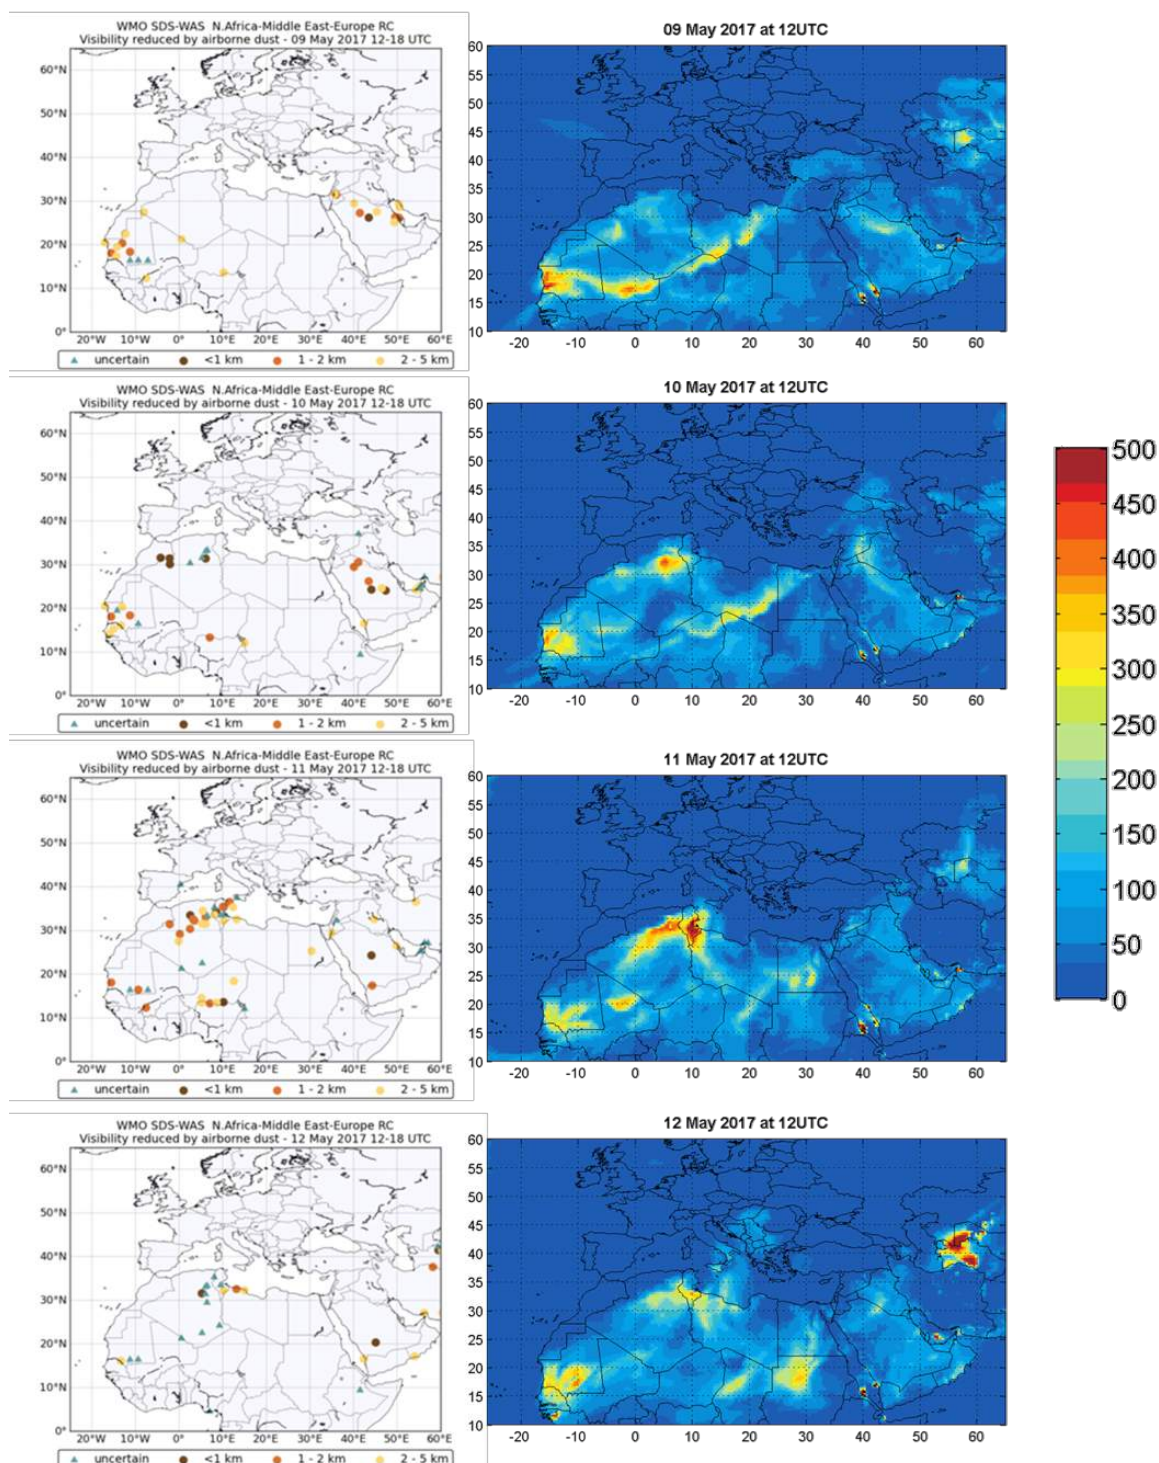 WMO SDS-WAS N.Africa-Middle East-Europe RC
Visibility reduced by airborne dust - 09 May 2017 12-18 UTC
60°N
50°N
40°N
30°N
20°N
10°N
0°
20°W 10°W 0° 10°E 20°E 30°E 40°E 50°E 60°E
uncertain <1 km 1 - 2 km 2 - 5 km
09 May 2017 at 12UTC
60
55
50
45
40
35
30
25
20
15
10
-20 -10 0 10 20 30 40 50 60
WMO SDS-WAS N.Africa-Middle East-Europe RC
Visibility reduced by airborne dust - 10 May 2017 12-18 UTC
60°N
50°N
40°N
30°N
20°N
10°N
0°
20°W 10°W 0° 10°E 20°E 30°E 40°E 50°E 60°E
uncertain <1 km 1 - 2 km 2 - 5 km
10 May 2017 at 12UTC
60
55
50
45
40
35
30
25
20
15
10
-20 -10 0 10 20 30 40 50 60
500
450
400
350
300
250
200
150
100
50
0
WMO SDS-WAS N.Africa-Middle East-Europe RC
Visibility reduced by airborne dust - 11 May 2017 12-18 UTC
60°N
50°N
40°N
30°N
20°N
10°N
0°
20°W 10°W 0° 10°E 20°E 30°E 40°E 50°E 60°E
uncertain <1 km 1 - 2 km 2 - 5 km
11 May 2017 at 12UTC
60
55
50
45
40
35
30
25
20
15
10
-20 -10 0 10 20 30 40 50 60
WMO SDS-WAS N.Africa-Middle East-Europe RC
Visibility reduced by airborne dust - 12 May 2017 12-18 UTC
60°N
50°N
40°N
30°N
20°N
10°N
0°
20°W 10°W 0° 10°E 20°E 30°E 40°E 50°E 60°E
uncertain <1 km 1 - 2 km 2 - 5 km
12 May 2017 at 12UTC
60
55
50
45
40
35
30
25
20
15
10
-20 -10 0 10 20 30 40 50 60